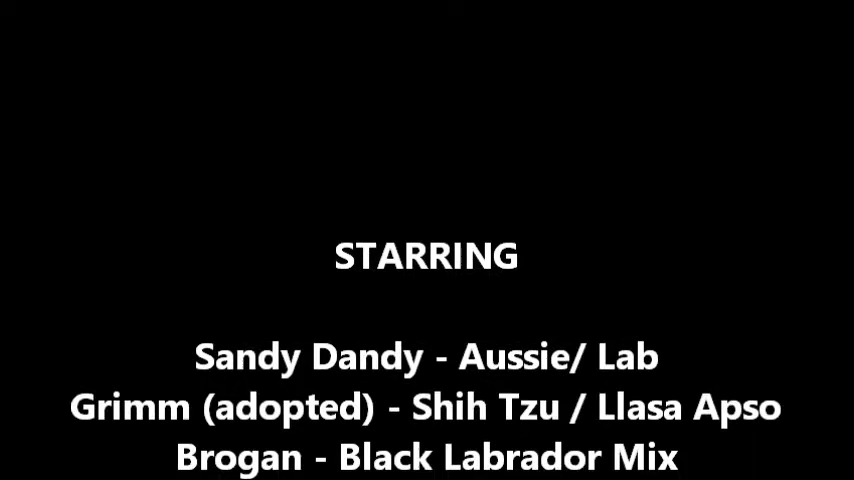 STARRING
Sandy Dandy - Aussie/ Lab
Grimm (adopted) - Shih Tzu / Llasa Apso
Brogan - Black Labrador Mix